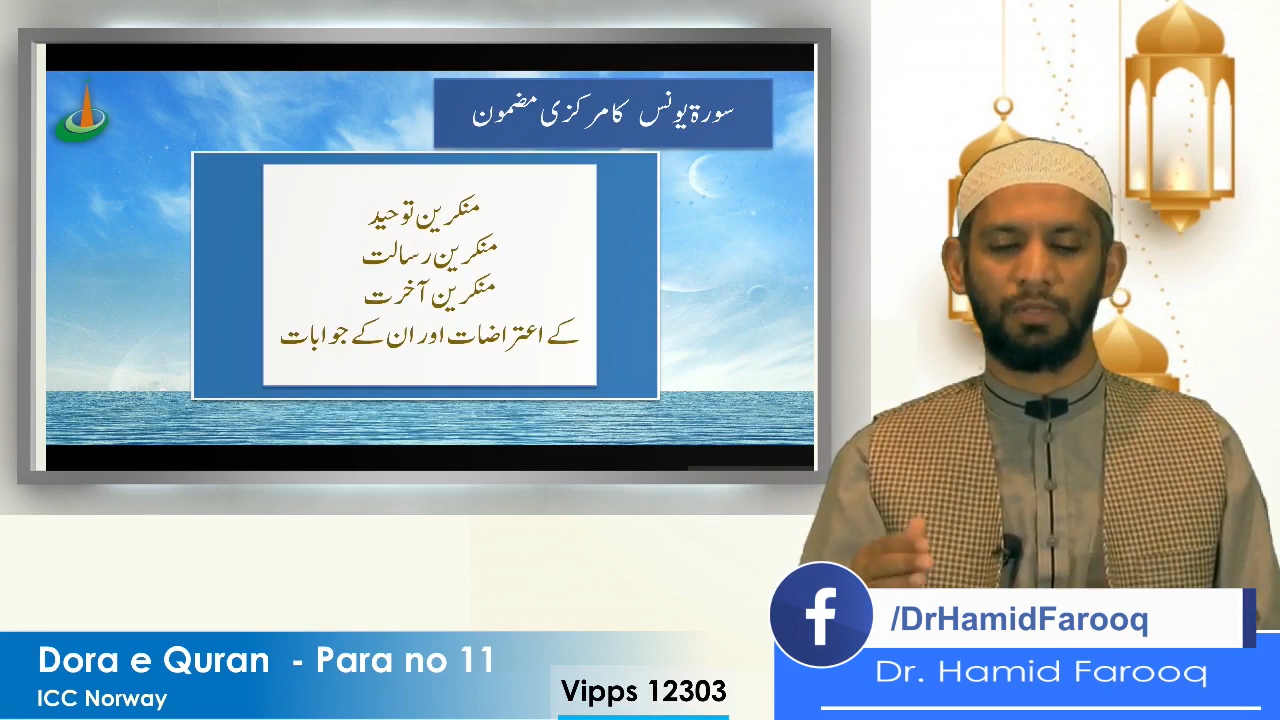 سورۃ یونس کا مرکزی مضمون
منکرین توحید
منکرین رسالت
منکرین آخرت
کے اعتراضات اور ان کے جوابات
/DrHamidFarooq
Dr. Hamid Farooq
Dora e Quran - Para no 11
ICC Norway
Vipps 12303